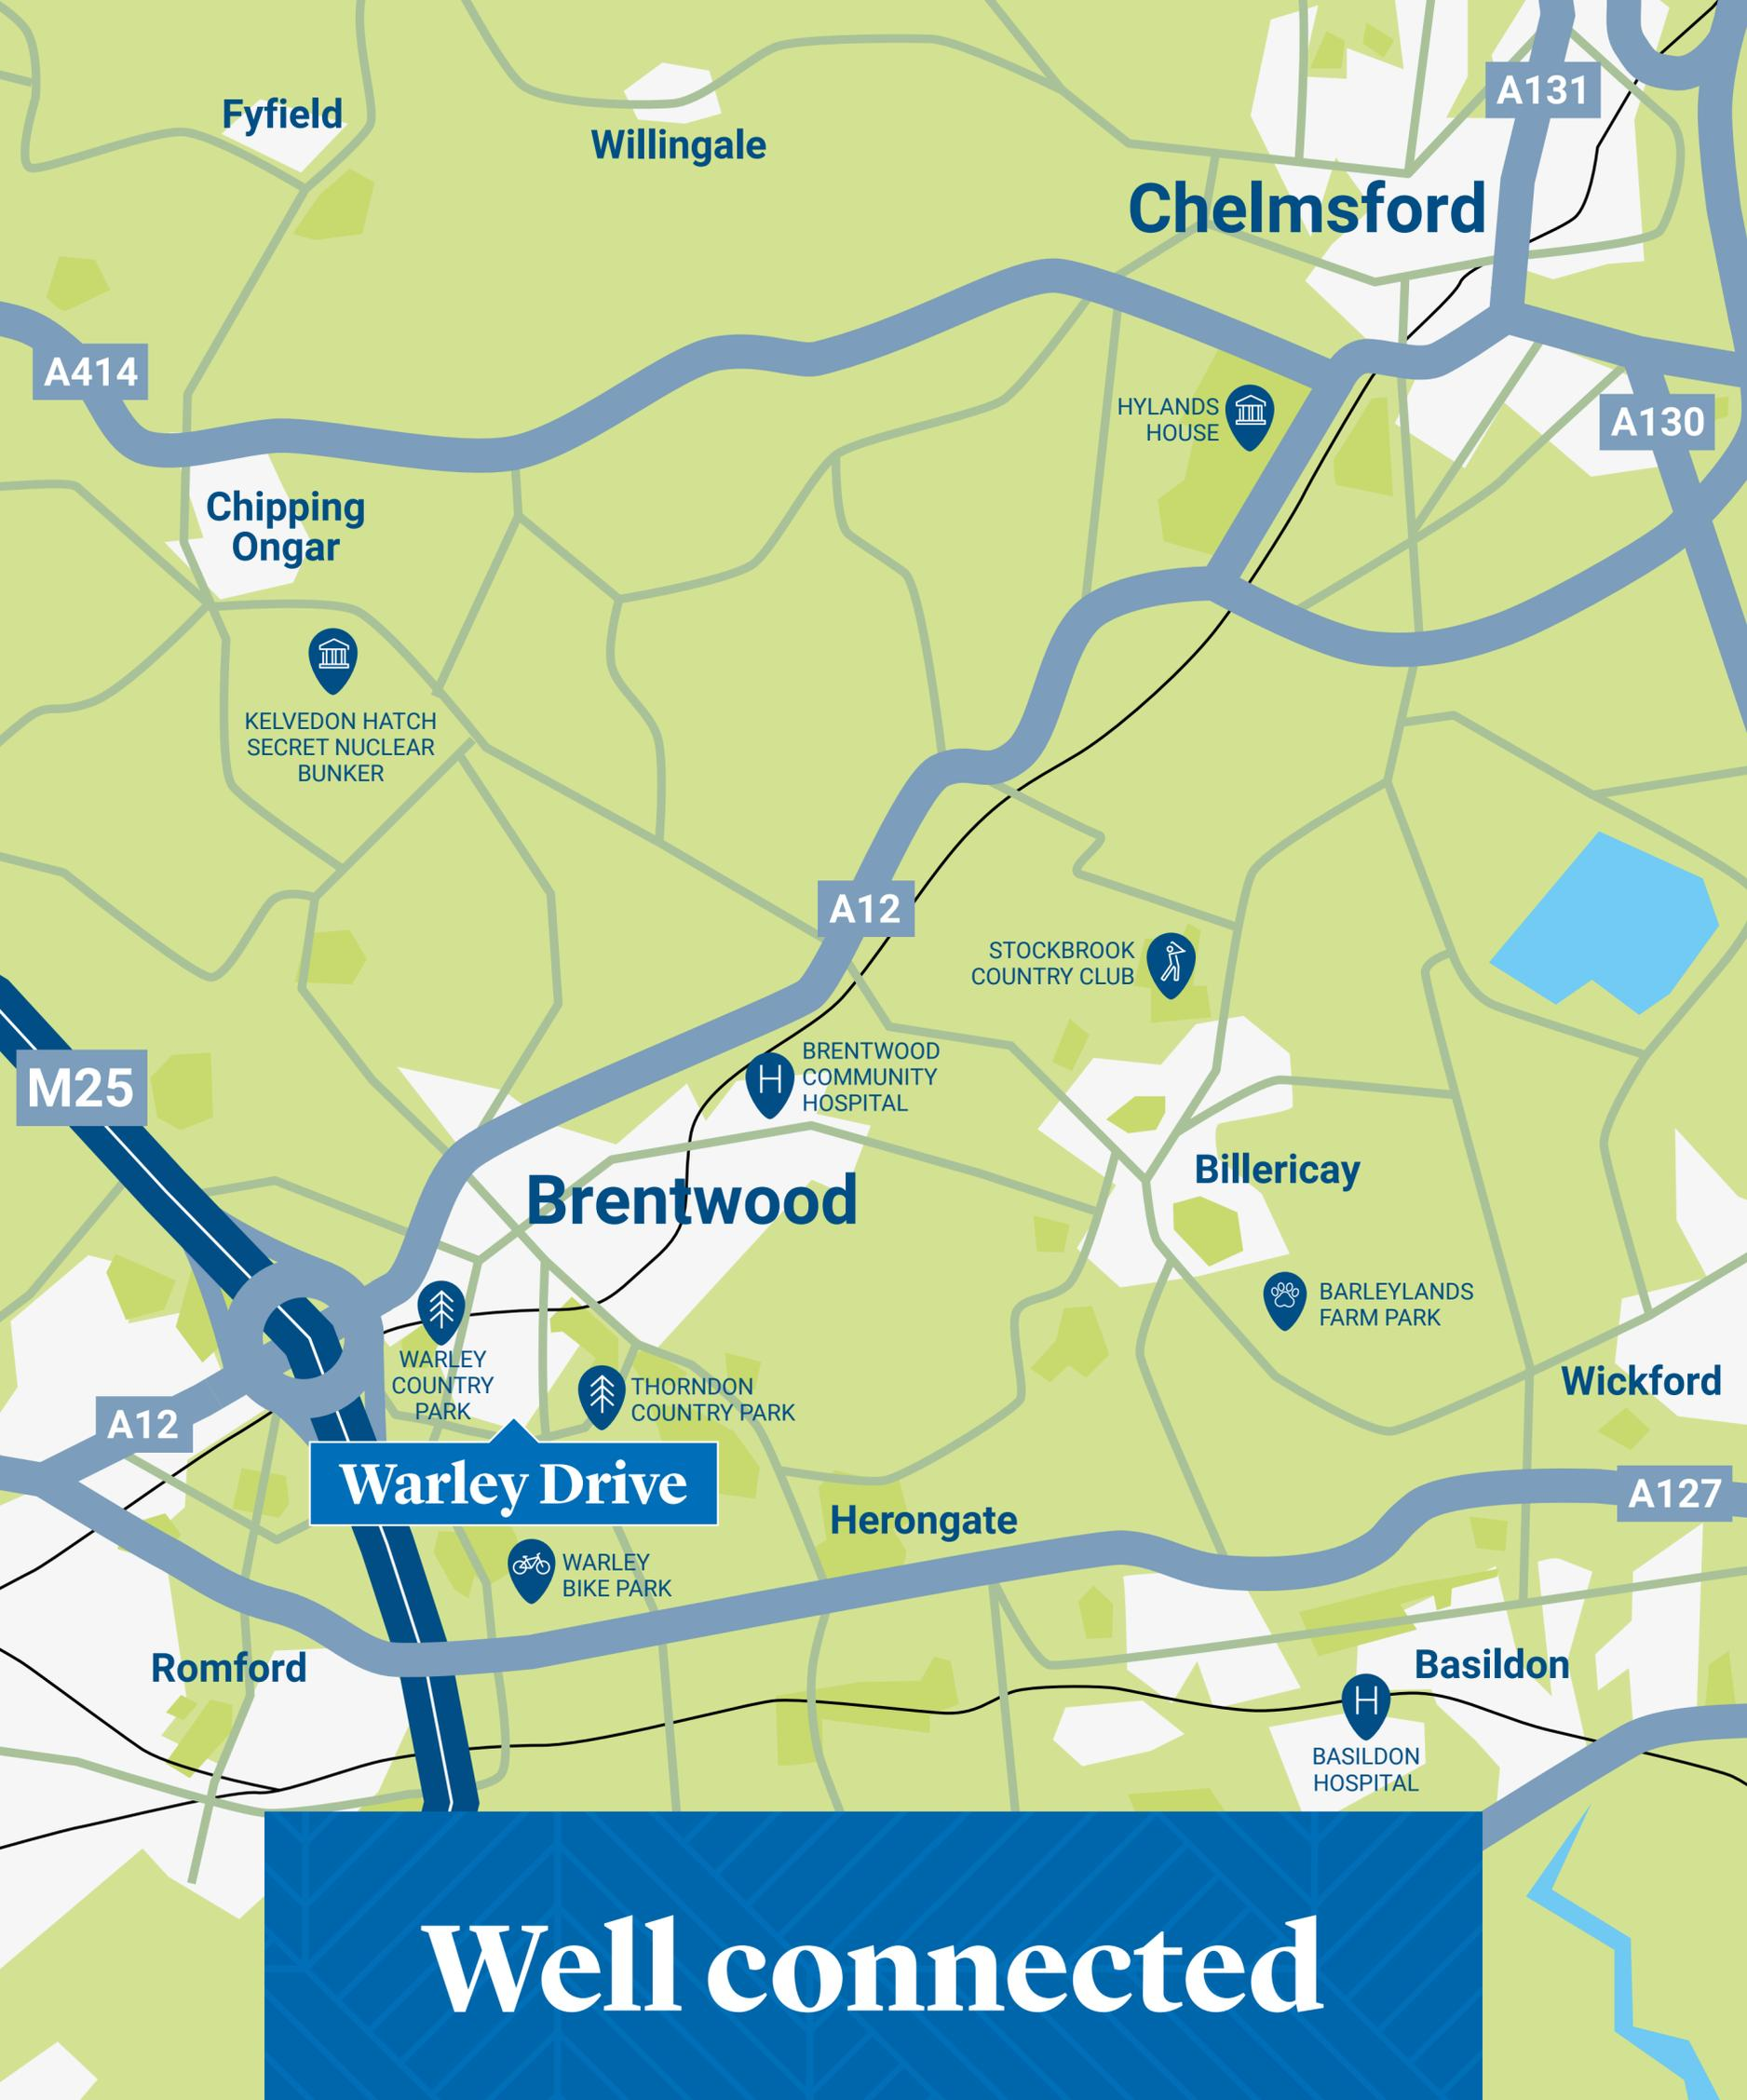 A131
Fyfield
Willingale
Chelmsford
A414
HYLANDS
HOUSE
A130
Chipping
Ongar
KELVEDON HATCH
SECRET NUCLEAR
BUNKER
A12
STOCKBROOK
COUNTRY CLUB
M25
BRENTWOOD
COMMUNITY
HOSPITAL
Brentwood
Billericay
BARLEYLANDS
FARM PARK
WARLEY
COUNTRY
PARK
THORNDON
COUNTRY PARK
Wickford
A12
Warley Drive
A127
Herongate
WARLEY
BIKE PARK
Romford
Basildon
H
H
BASILDON
HOSPITAL
Well connected